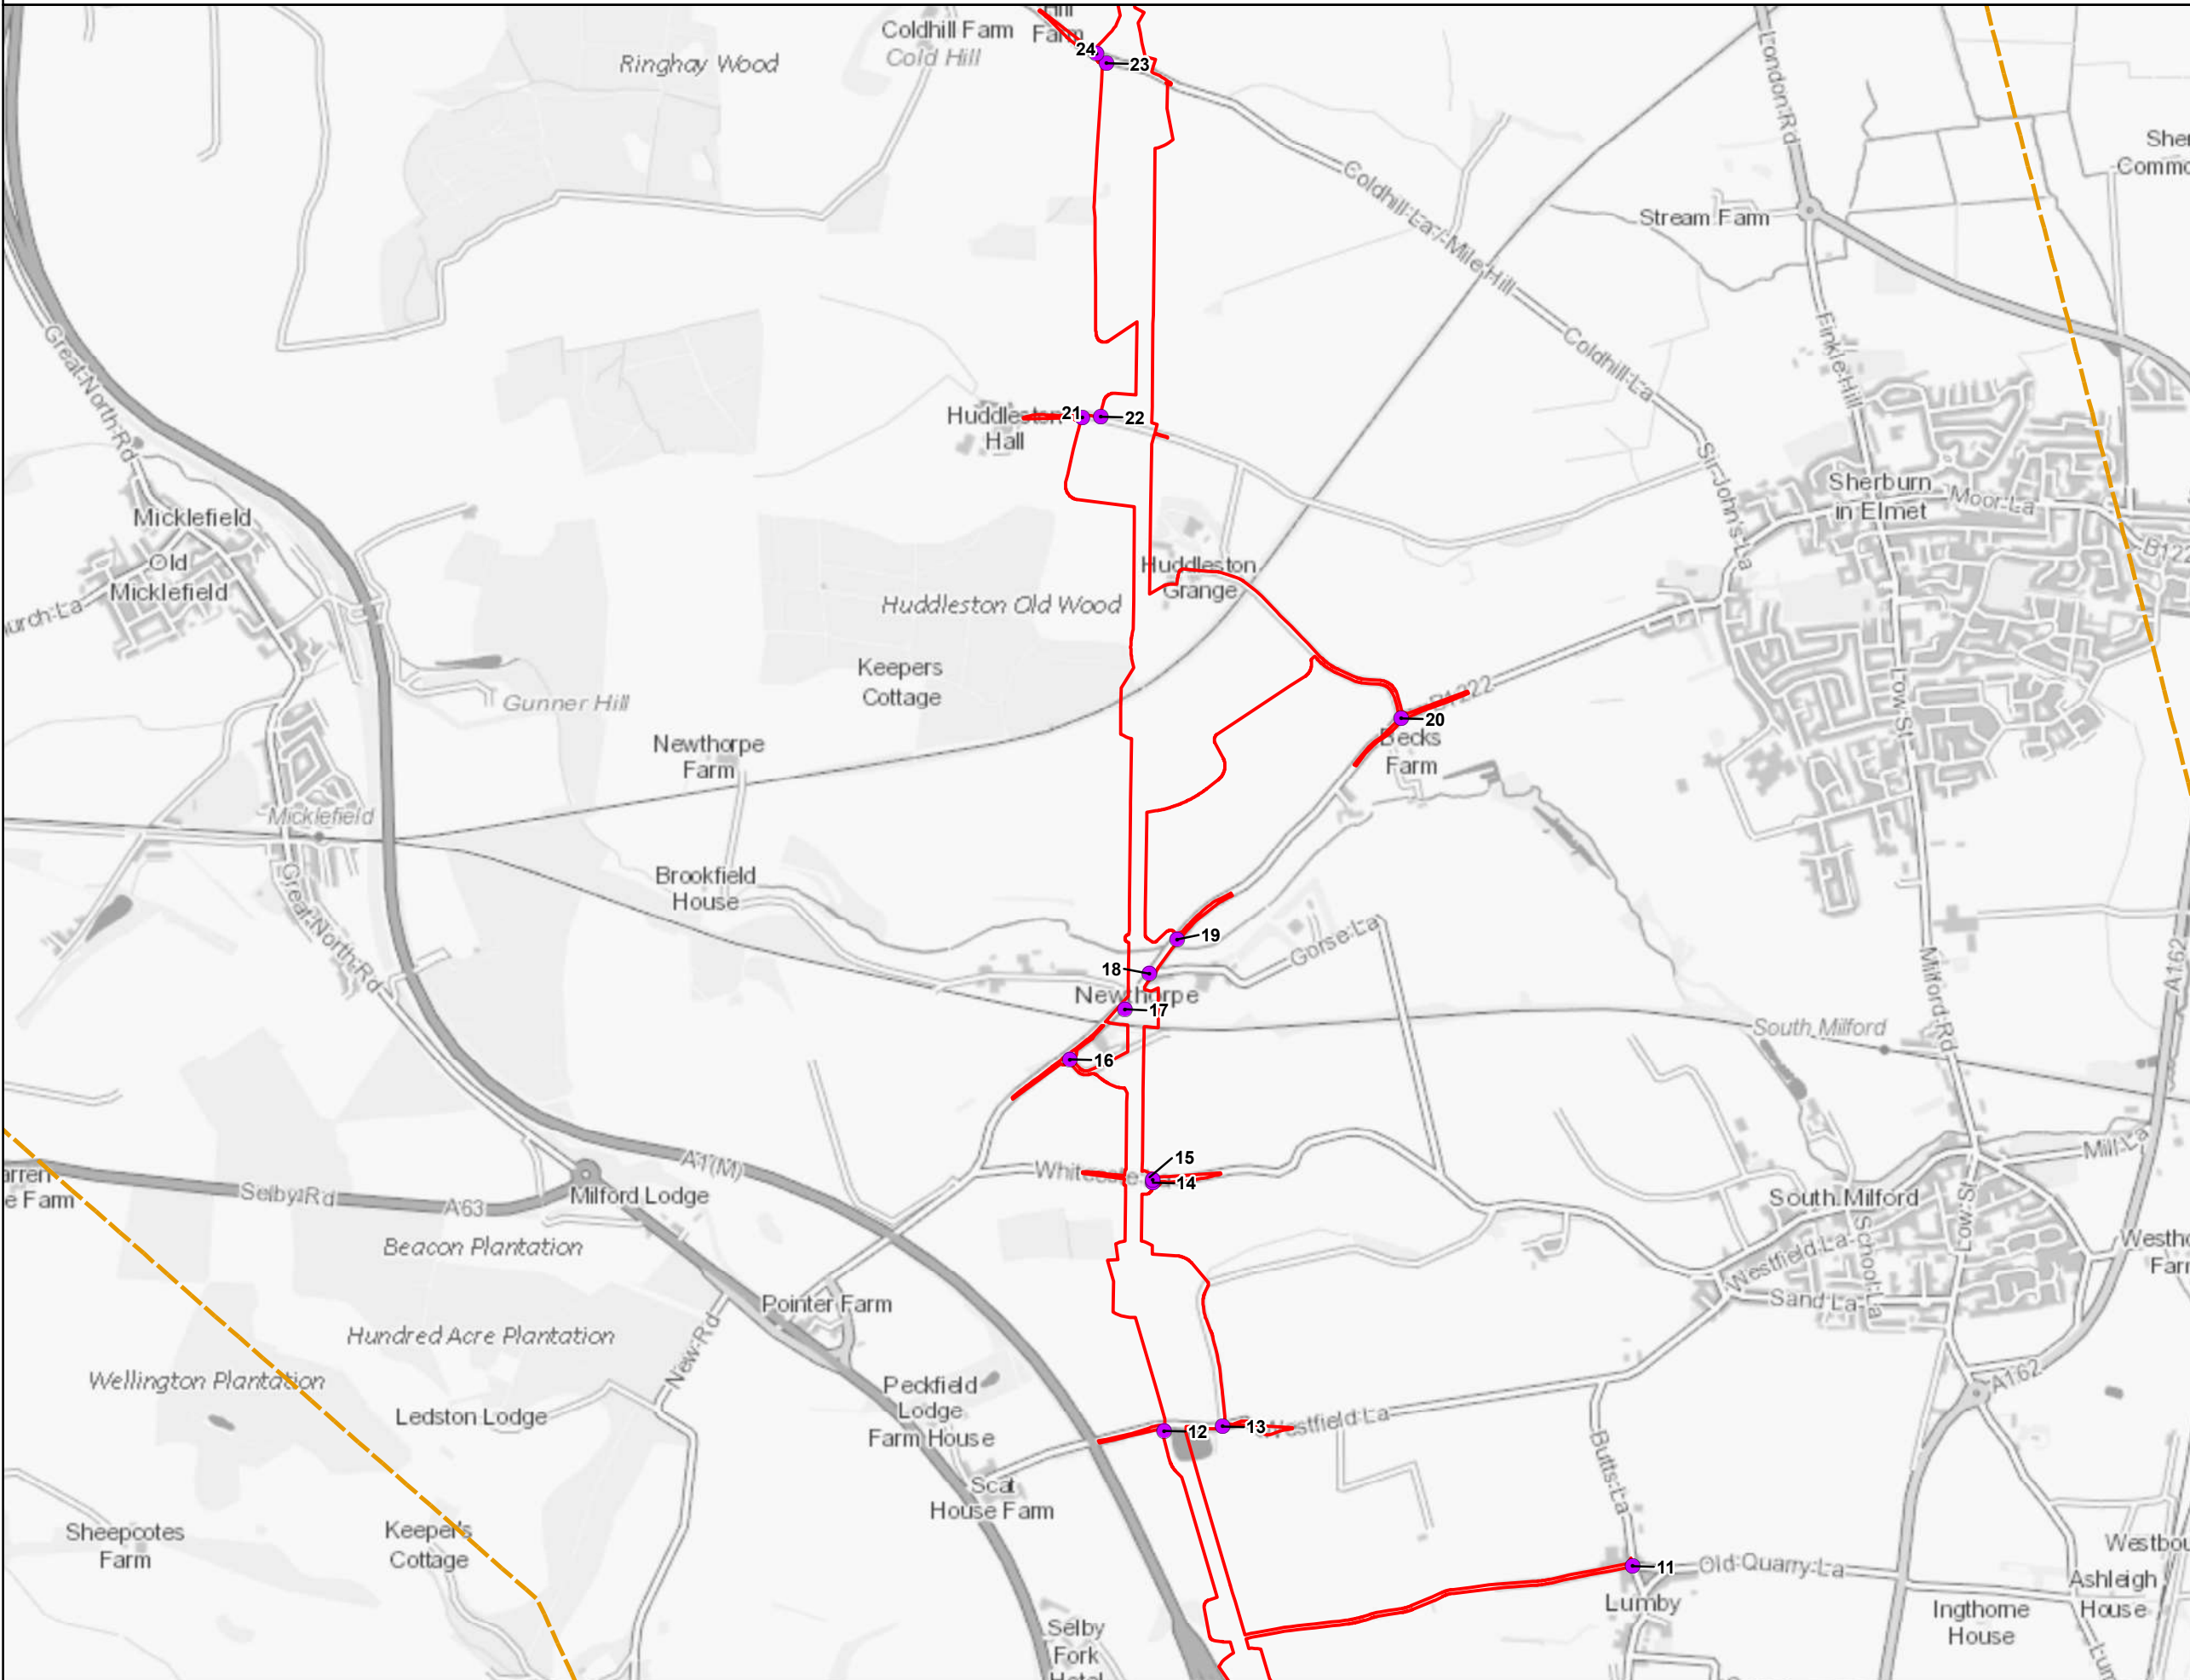 Hill
Coldhill Farm
Farm
Cold Hill
Ringhay Wood
24
23
London Rd
Coldhill La / Mile Hill
Stream Farm
Great North Rd
Finkle Hill
Coldhill La
Huddleston
Hall
21
22
Sir John's La
Sherburn
in Elmet
Moor La
Micklefield
Old
Micklefield
Huddleston
Grange
Huddleston Old Wood
Keepers
Cottage
Gunner Hill
B1222
20
Becks
Farm
Low St
Newthorpe
Farm
Micklefield
Brookfield
House
Great North Rd
19
Gorse La
18
Newthorpe
17
16
A162
Milford Rd
South Milford
A1(M)
15
14
Selby Rd
A63
Milford Lodge
Mill La
South Milford
Low St
School La
Westfield La
Sand La
Beacon Plantation
Pointer Farm
Hundred Acre Plantation
New Rd
Wellington Plantation
Ledston Lodge
Peckfield
Lodge
Farm House
A162
12
13
Westfield La
Butts La
Scat
House Farm
Sheepcotes
Farm
Keeper's
Cottage
11
Old Quarry La
Lumby
Ashleigh
House
Ingthorne
House
Selby
Fork
Hotel